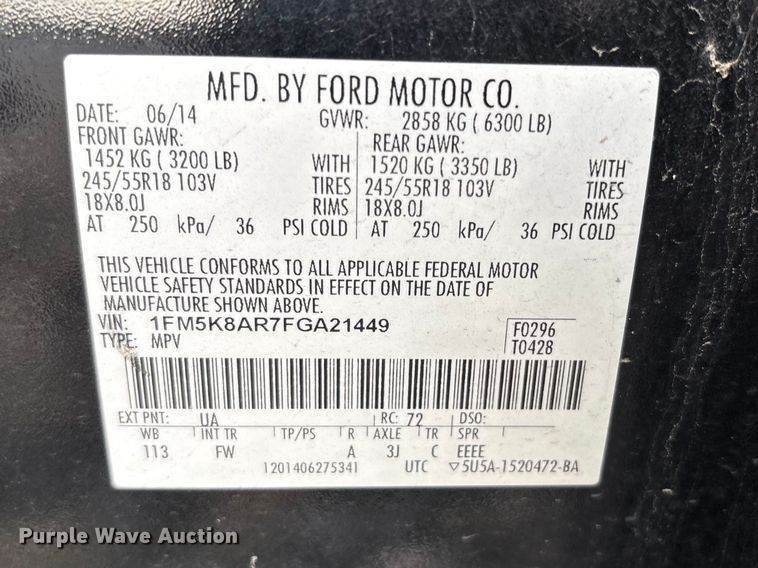 MFD. BY FORD MOTOR CO.
DATE: 06/14 GVWR: 2858 KG ( 6300 LB)
FRONT GAWR: REAR GAWR:
1452 KG ( 3200 LB) WITH 1520 KG ( 3350 LB) WITH
245/55R18 103V TIRES 245/55R18 103V TIRES
18X8.0J RIMS 18X8.0J RIMS
AT 250 kPa/ 36 PSI COLD AT 250 kPa/ 36 PSI COLD
THIS VEHICLE CONFORMS TO ALL APPLICABLE FEDERAL MOTOR
VEHICLE SAFETY STANDARDS IN EFFECT ON THE DATE OF
MANUFACTURE SHOWN ABOVE.
VIN: 1FM5K8AR7FGA21449 F0296
TYPE: MPV T0428
EXT PNT: UA RC: 72 DSO:
WB INT TR TP/PS R AXLE TR SPR
113 FW A 3J C EEEE
1201406275341 UTC ▽5U5A-1520472-BA
Purple Wave Auction